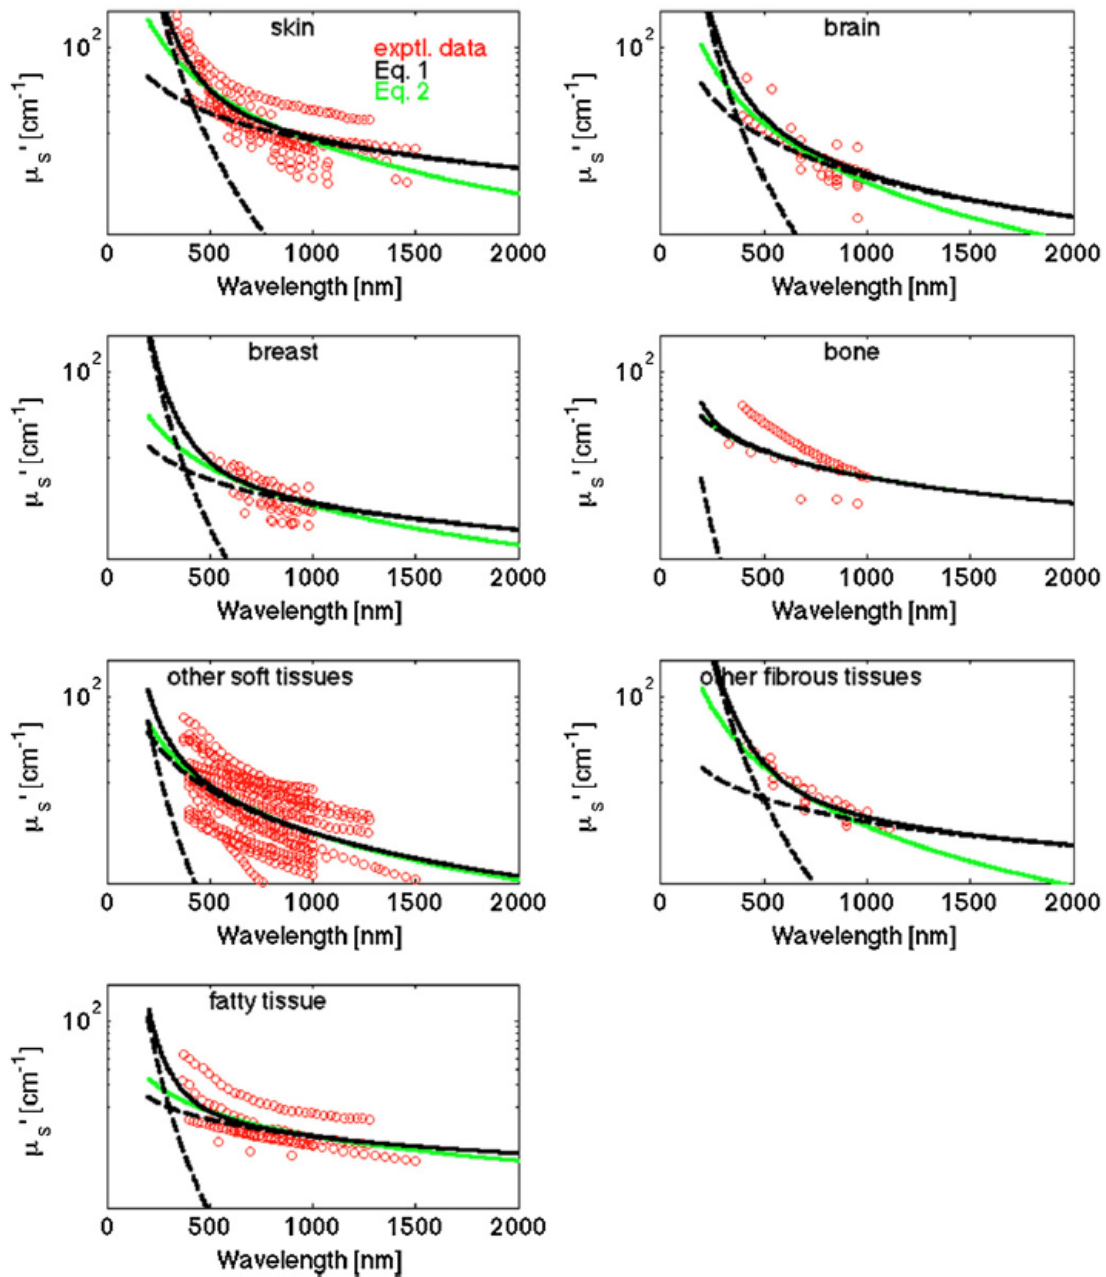 skin
exptl. data
Eq. 1
Eq. 2
10²
μₛ' [cm⁻¹]
0 500 1000 1500 2000
Wavelength [nm]
brain
10²
μₛ' [cm⁻¹]
0 500 1000 1500 2000
Wavelength [nm]
breast
10²
μₛ' [cm⁻¹]
0 500 1000 1500 2000
Wavelength [nm]
bone
10²
μₛ' [cm⁻¹]
0 500 1000 1500 2000
Wavelength [nm]
other soft tissues
10²
μₛ' [cm⁻¹]
0 500 1000 1500 2000
Wavelength [nm]
other fibrous tissues
10²
μₛ' [cm⁻¹]
0 500 1000 1500 2000
Wavelength [nm]
fatty tissue
10²
μₛ' [cm⁻¹]
0 500 1000 1500 2000
Wavelength [nm]